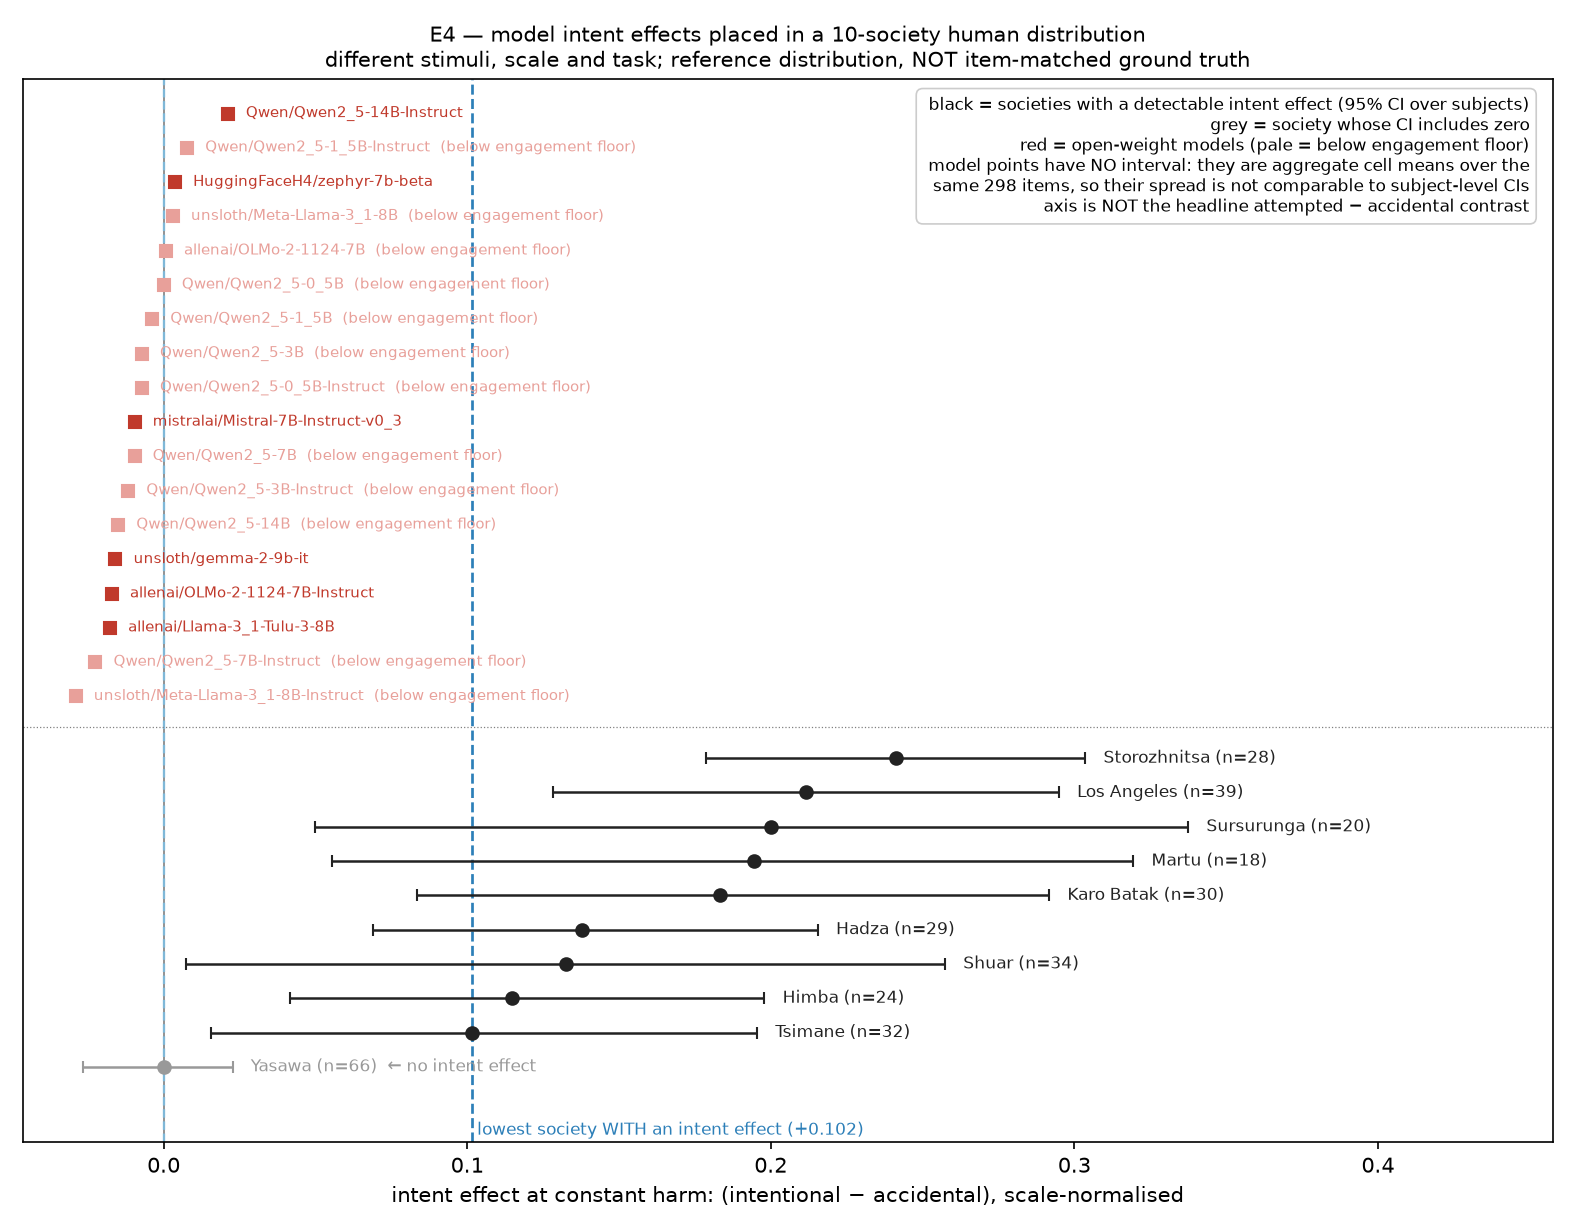 E4 — model intent effects placed in a 10-society human distribution
different stimuli, scale and task; reference distribution, NOT item-matched ground truth
black = societies with a detectable intent effect (95% CI over subjects)
grey = society whose CI includes zero
red = open-weight models (pale = below engagement floor)
model points have NO interval: they are aggregate cell means over the
same 298 items, so their spread is not comparable to subject-level CIs
axis is NOT the headline attempted − accidental contrast
Qwen/Qwen2_5-14B-Instruct
Qwen/Qwen2_5-1_5B-Instruct (below engagement floor)
HuggingFaceH4/zephyr-7b-beta
unsloth/Meta-Llama-3_1-8B (below engagement floor)
allenai/OLMo-2-1124-7B (below engagement floor)
Qwen/Qwen2_5-0_5B (below engagement floor)
Qwen/Qwen2_5-1_5B (below engagement floor)
Qwen/Qwen2_5-3B (below engagement floor)
Qwen/Qwen2_5-0_5B-Instruct (below engagement floor)
mistralai/Mistral-7B-Instruct-v0_3
Qwen/Qwen2_5-7B (below engagement floor)
Qwen/Qwen2_5-3B-Instruct (below engagement floor)
Qwen/Qwen2_5-14B (below engagement floor)
unsloth/gemma-2-9b-it
allenai/OLMo-2-1124-7B-Instruct
allenai/Llama-3_1-Tulu-3-8B
Qwen/Qwen2_5-7B-Instruct (below engagement floor)
unsloth/Meta-Llama-3_1-8B-Instruct (below engagement floor)
Storozhnitsa (n=28)
Los Angeles (n=39)
Sursurunga (n=20)
Martu (n=18)
Karo Batak (n=30)
Hadza (n=29)
Shuar (n=34)
Himba (n=24)
Tsimane (n=32)
Yasawa (n=66) ← no intent effect
lowest society WITH an intent effect (+0.102)
0.0 0.1 0.2 0.3 0.4
intent effect at constant harm: (intentional − accidental), scale-normalised